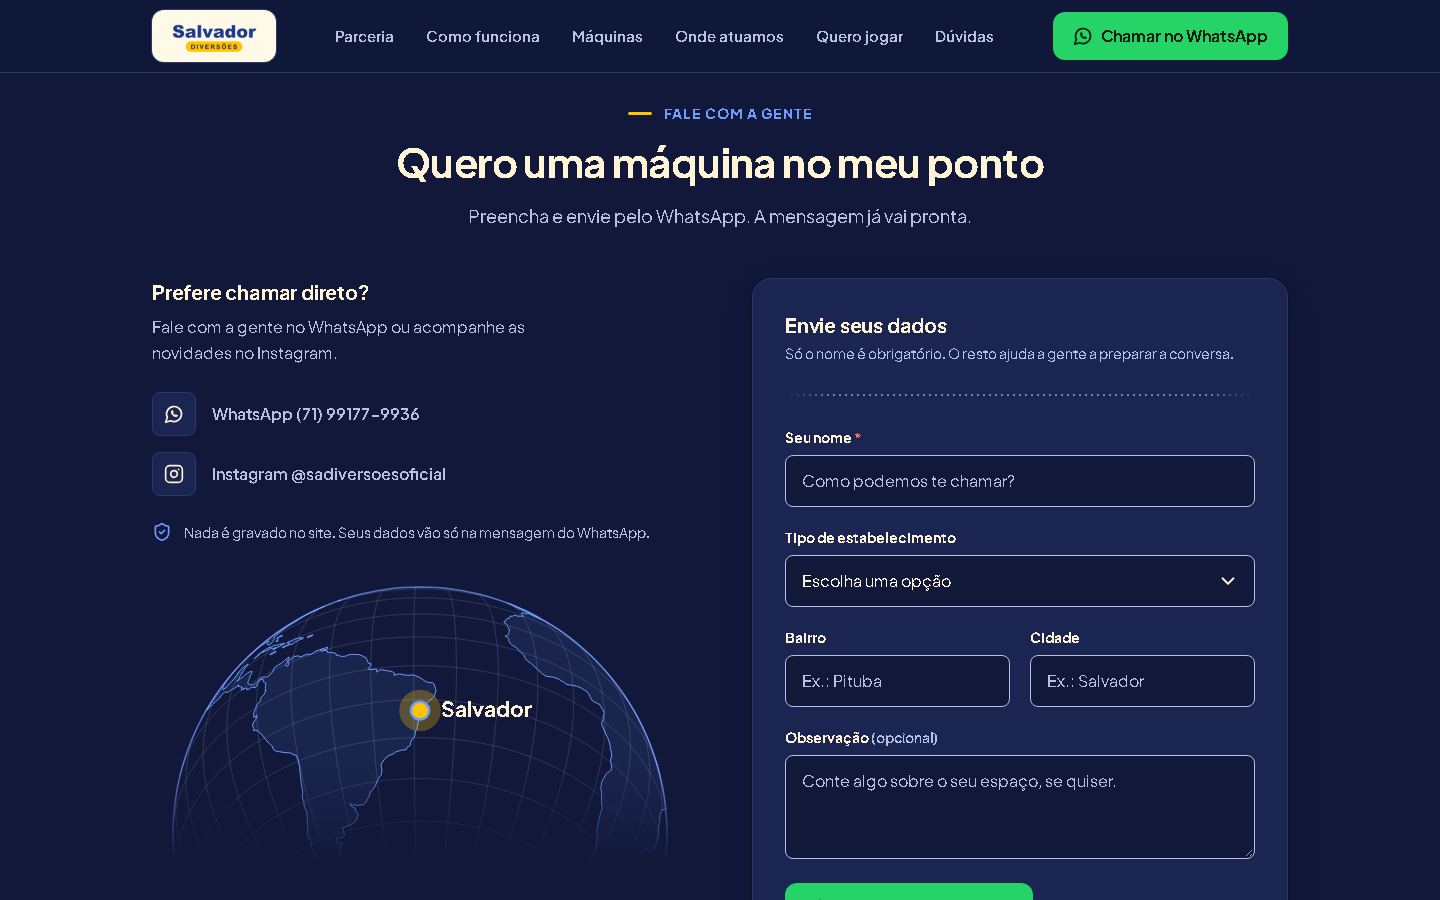 Salvador
DIVERSÕES
Parceria
Como funciona
Máquinas
Onde atuamos
Quero jogar
Dúvidas
Chamar no WhatsApp
FALE COM A GENTE
Quero uma máquina no meu ponto
Preencha e envie pelo WhatsApp. A mensagem já vai pronta.
Prefere chamar direto?
Fale com a gente no WhatsApp ou acompanhe as
novidades no Instagram.
WhatsApp (71) 99177-9936
Instagram @sadiversoesoficial
Nada é gravado no site. Seus dados vão só na mensagem do WhatsApp.
Salvador
Envie seus dados
Só o nome é obrigatório. O resto ajuda a gente a preparar a conversa.
Seu nome *
Como podemos te chamar?
Tipo de estabelecimento
Escolha uma opção
Bairro
Cidade
Ex.: Pituba
Ex.: Salvador
Observação (opcional)
Conte algo sobre o seu espaço, se quiser.